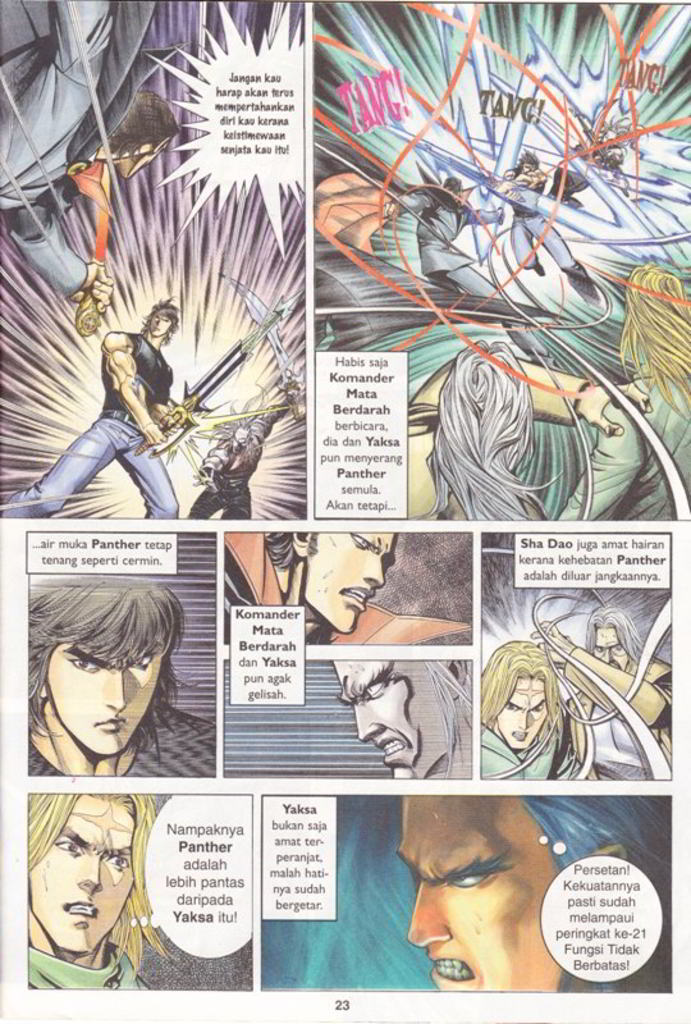 Jangan kau
harap akan terus
mempertahankan
diri kau kerana
keistimewaan
senjata kau itu!
TANG!
TANG!
TANG!
Habis saja
Komander
Mata
Berdarah
berbicara,
dia dan Yaksa
pun menyerang
Panther
semula.
Akan tetapi...
...air muka Panther tetap
tenang seperti cermin.
Komander
Mata
Berdarah
dan Yaksa
pun agak
gelisah.
Sha Dao juga amat hairan
kerana kehebatan Panther
adalah diluar jangkaannya.
Nampaknya
Panther
adalah
lebih pantas
daripada
Yaksa itu!
Yaksa
bukan saja
amat ter-
peranjat,
malah hati-
nya sudah
bergetar.
Persetan!
Kekuatannya
pasti sudah
melampaui
peringkat ke-21
Fungsi Tidak
Berbatas!
23